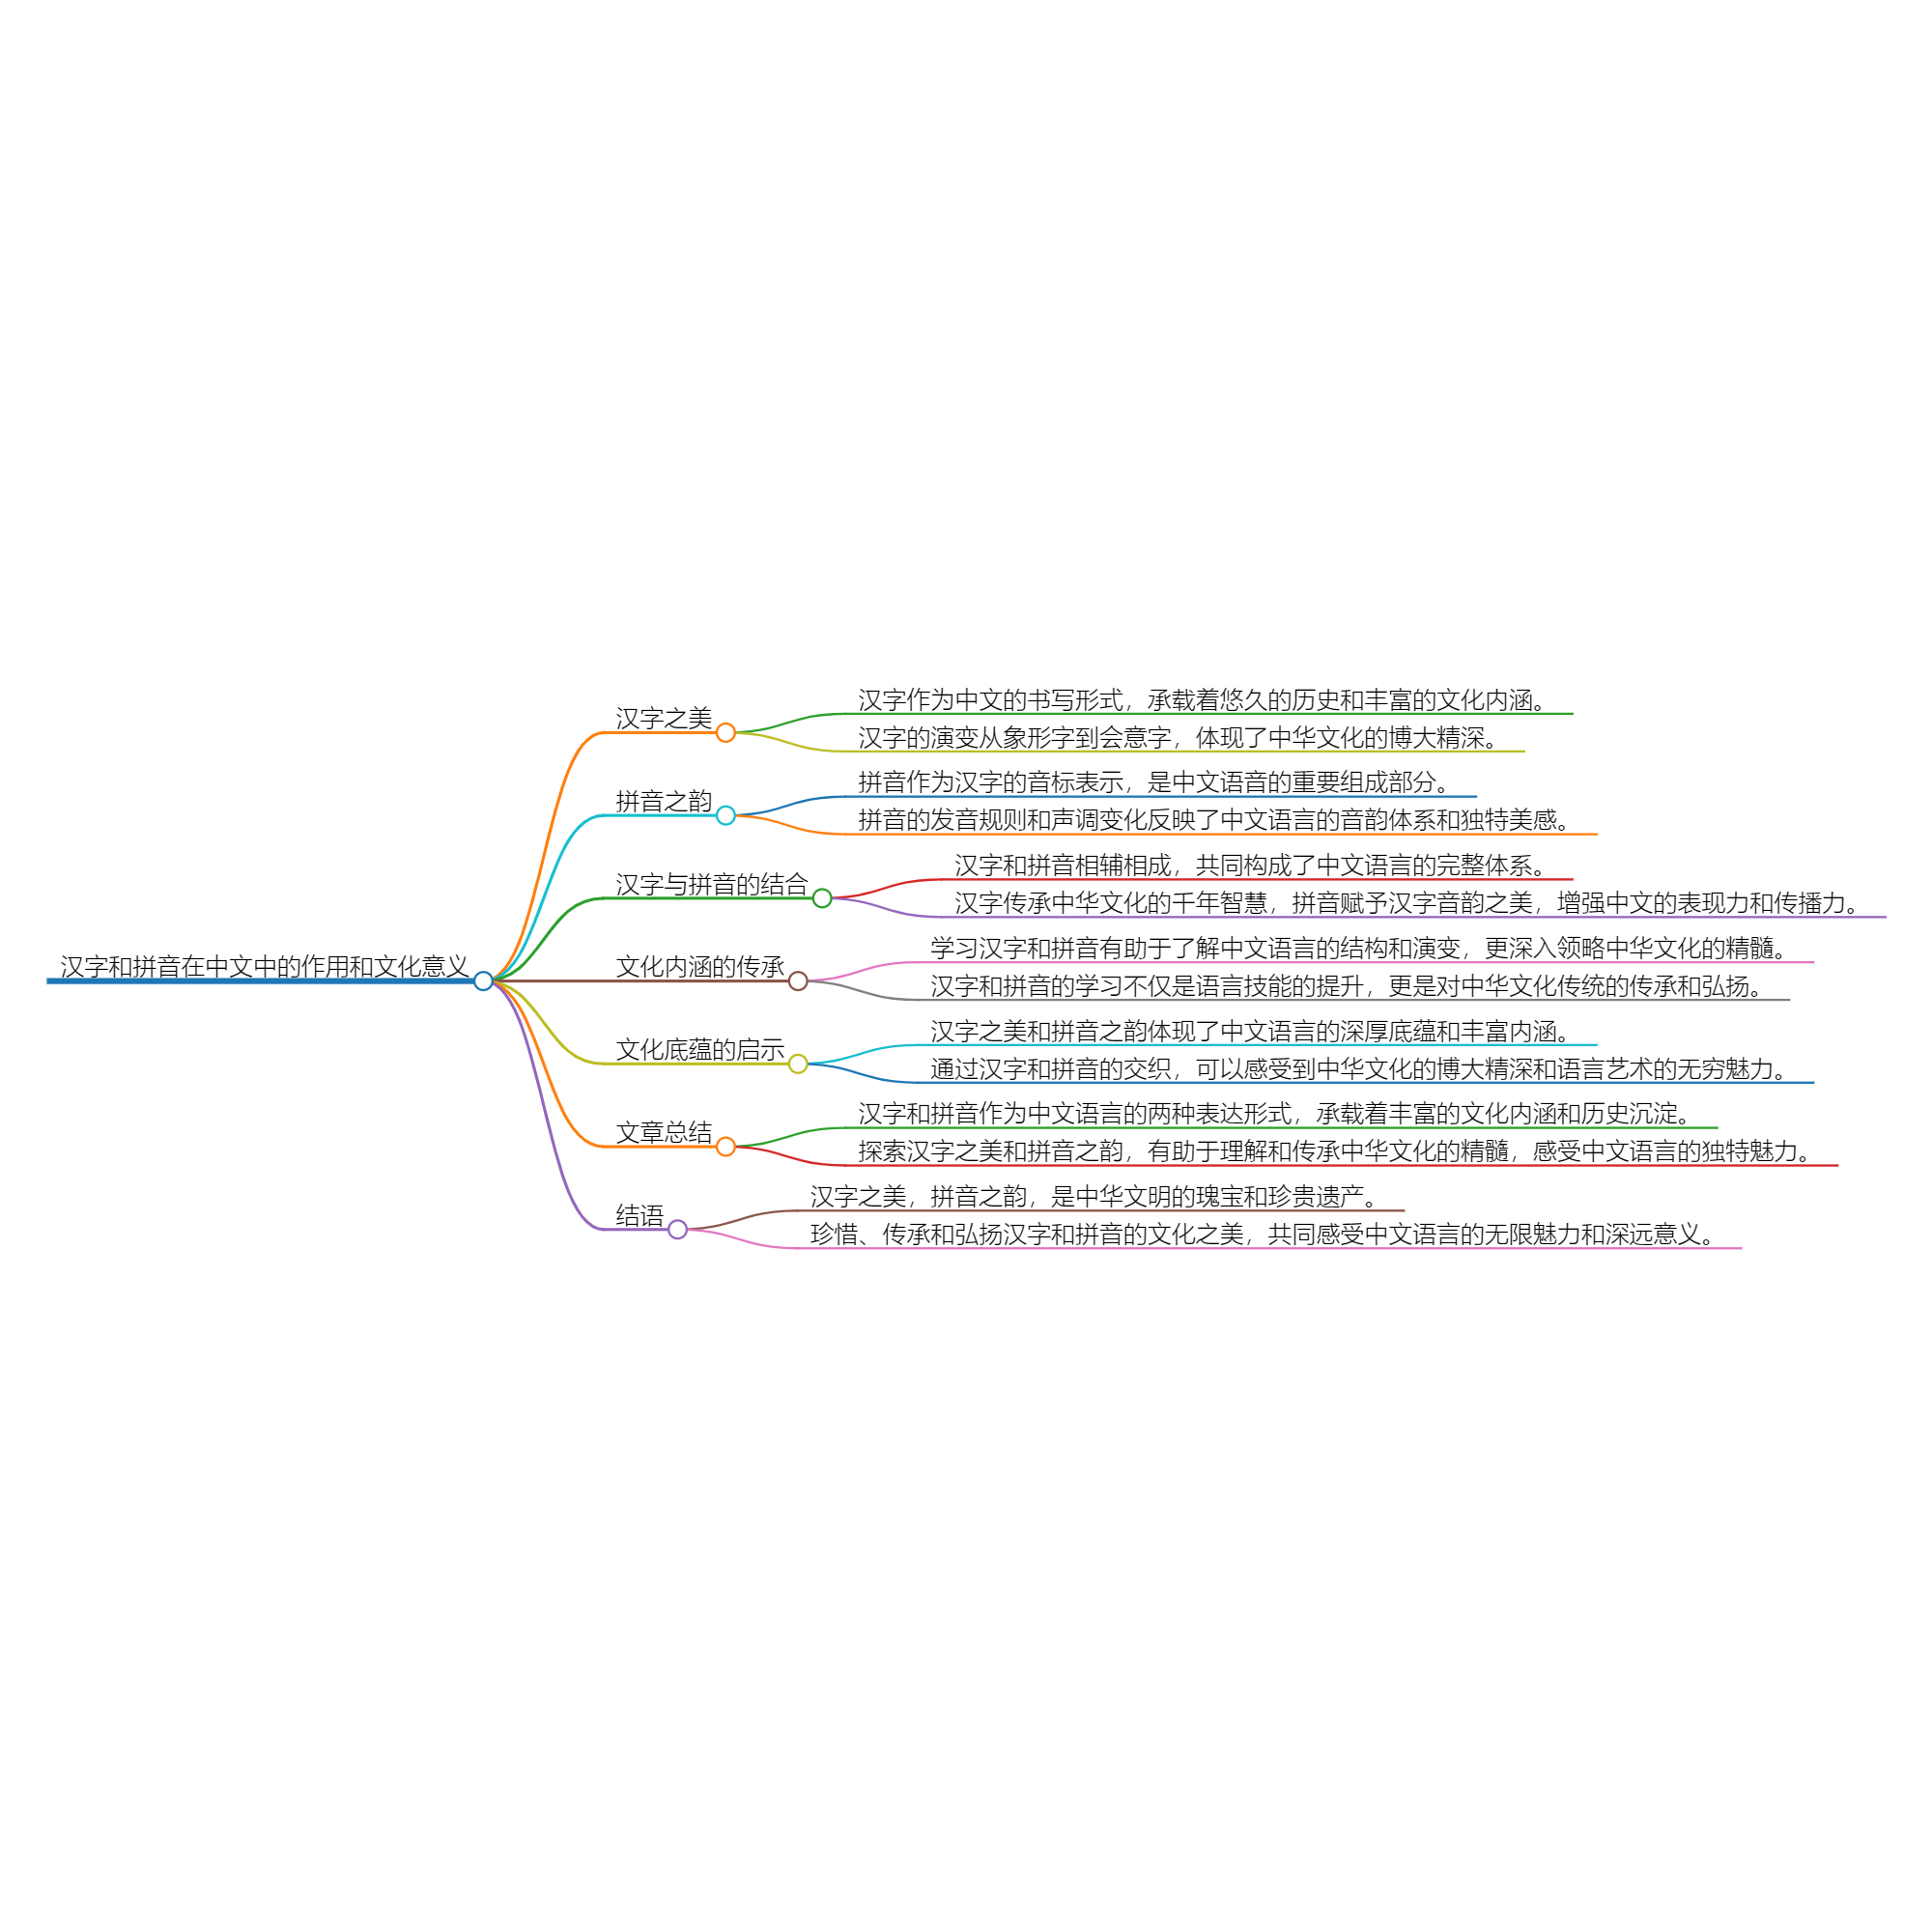 汉字和拼音在中文中的作用和文化意义
汉字之美
汉字作为中文的书写形式，承载着悠久的历史和丰富的文化内涵。
汉字的演变从象形字到会意字，体现了中华文化的博大精深。
拼音之韵
拼音作为汉字的音标表示，是中文语音的重要组成部分。
拼音的发音规则和声调变化反映了中文语言的音韵体系和独特美感。
汉字与拼音的结合
汉字和拼音相辅相成，共同构成了中文语言的完整体系。
汉字传承中华文化的千年智慧，拼音赋予汉字音韵之美，增强中文的表现力和传播力。
文化内涵的传承
学习汉字和拼音有助于了解中文语言的结构和演变，更深入领略中华文化的精髓。
汉字和拼音的学习不仅是语言技能的提升，更是对中华文化传统的传承和弘扬。
文化底蕴的启示
汉字之美和拼音之韵体现了中文语言的深厚底蕴和丰富内涵。
通过汉字和拼音的交织，可以感受到中华文化的博大精深和语言艺术的无穷魅力。
文章总结
汉字和拼音作为中文语言的两种表达形式，承载着丰富的文化内涵和历史沉淀。
探索汉字之美和拼音之韵，有助于理解和传承中华文化的精髓，感受中文语言的独特魅力。
结语
汉字之美，拼音之韵，是中华文明的瑰宝和珍贵遗产。
珍惜、传承和弘扬汉字和拼音的文化之美，共同感受中文语言的无限魅力和深远意义。